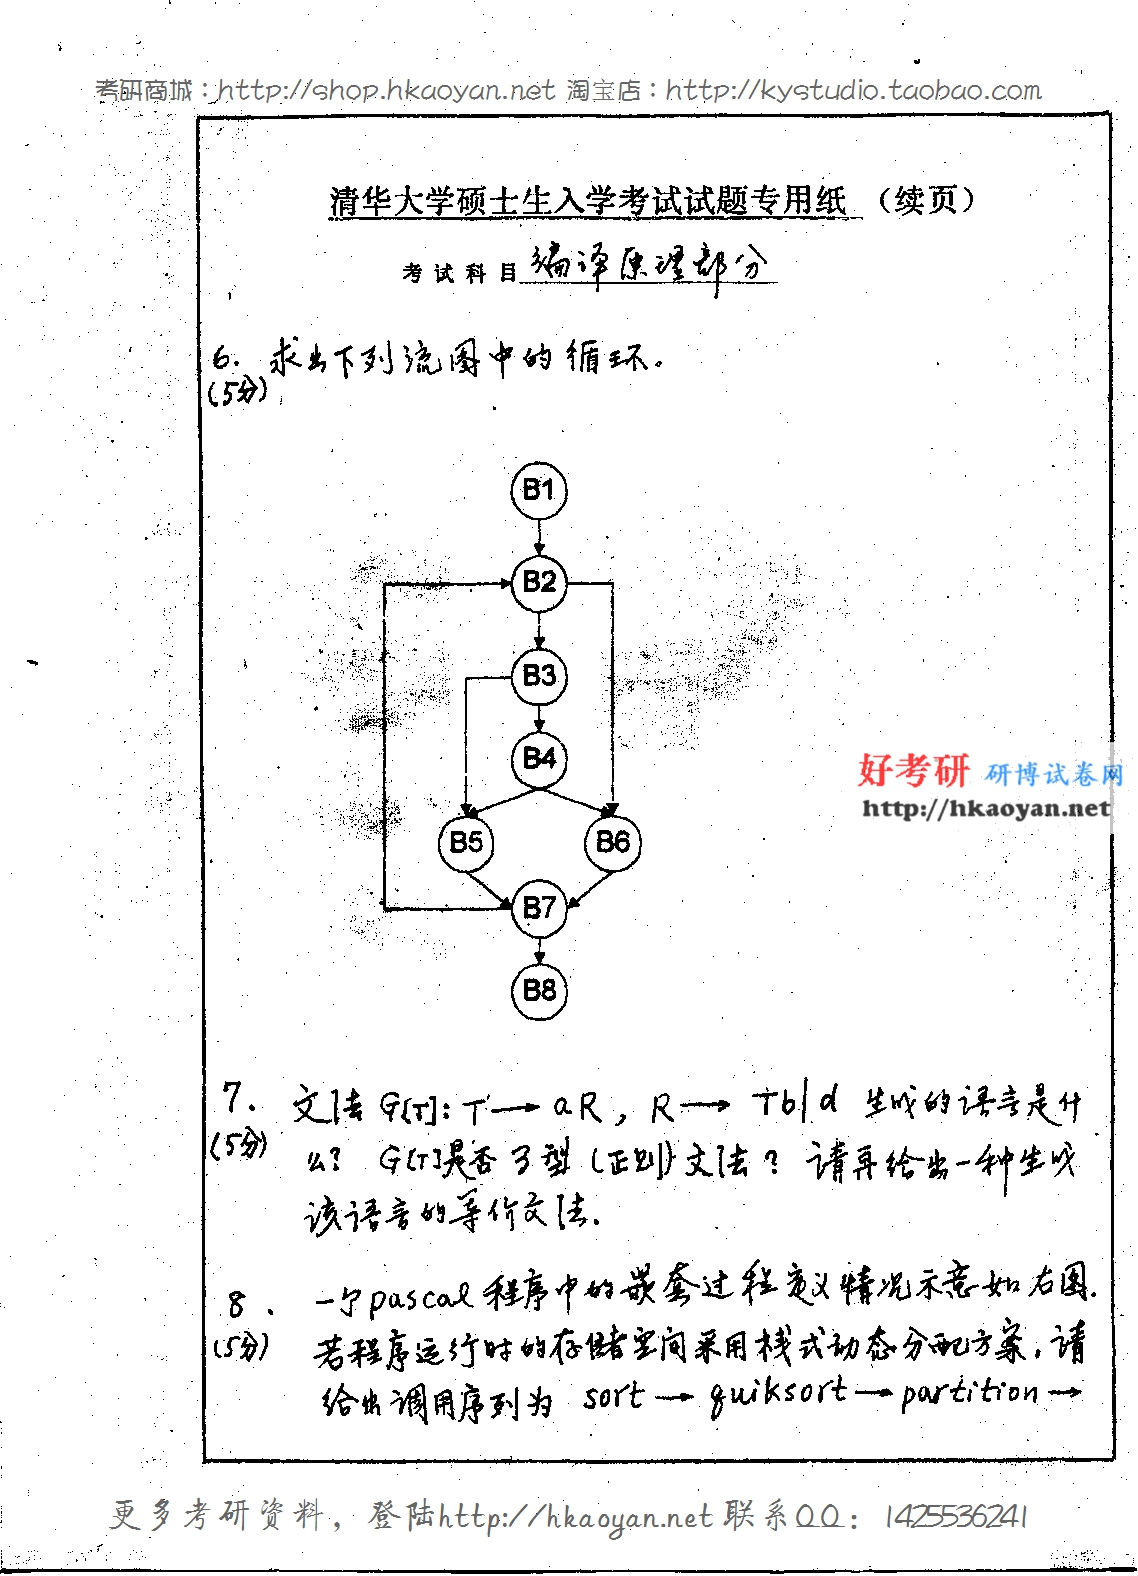 考研商城：http://shop.hkaoyan.net 淘宝店：http://kystudio.taobao.com
清华大学硕士生入学考试试题专用纸 （续页）
考试科目 编译原理部分
6. 求出下列流图中的循环。
(5分)
B1
B2
B3
B4
好考研 研博试卷网
http://hkaoyan.net
B5 B6
B7
B8
7. 文法 G[T]: T → aR, R → Tb|d 生成的语言是什
(5分) 么? G[T]是否 3型 (正则) 文法? 请再给出一种生成
该语言的等价文法.
8. 一个pascal程序中的嵌套过程定义情况示意如右图.
(5分) 若程序运行时的存储空间采用栈式动态分配方案, 请
给出调用序列为 sort → quiksort → partition →
更多考研资料，登陆http://hkaoyan.net 联系QQ：1425536241